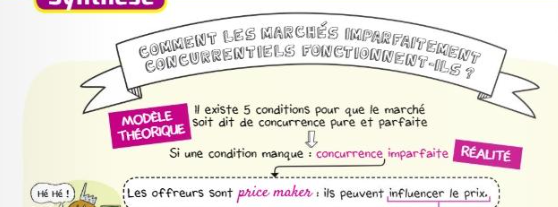 Synthèse
COMMENT LES MARCHÉS IMPARFAITEMENT
CONCURRENTIELS FONCTIONNENT-ILS ?
MODÈLE
THÉORIQUE
Il existe 5 conditions pour que le marché
soit dit de concurrence pure et parfaite
Si une condition manque : concurrence imparfaite
RÉALITÉ
Hé Hé !
Les offreurs sont price maker : ils peuvent influencer le prix.